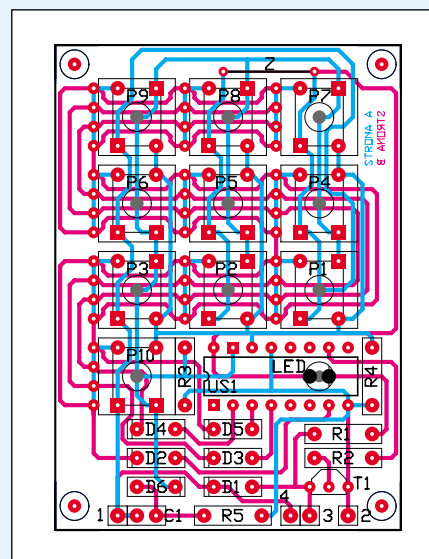 Z
P9 P8 P7
STRONA A
STRONA B
P6 P5 P4
P3 P2 P1
P10 R3 LED R4
US1
D4 D5 R1
D2 D3 R2
D6 D1 T1
4
1 C1 R5 3 2